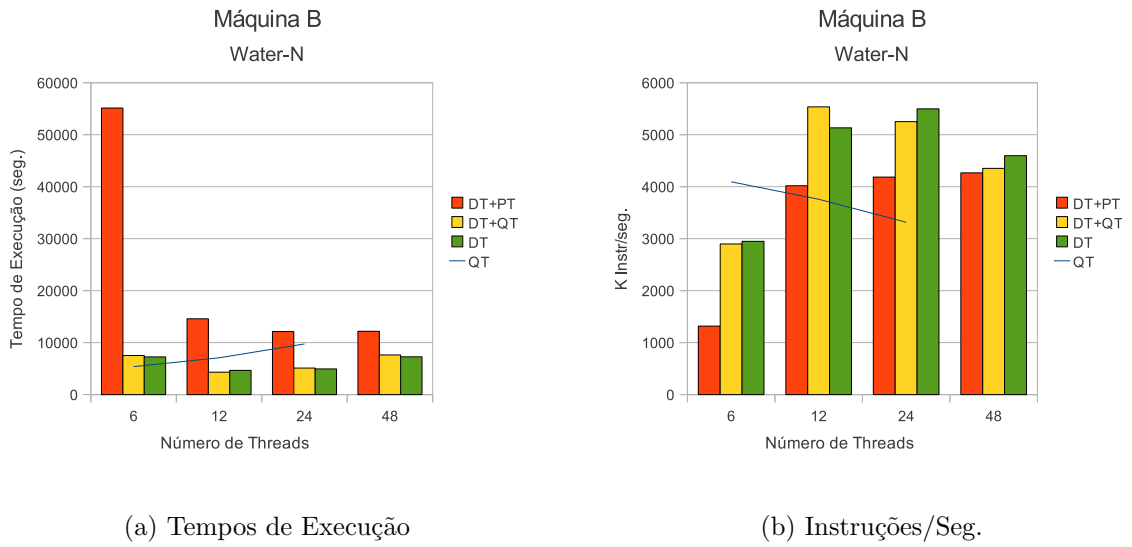 Máquina B
Water-N
60000
50000
40000
30000
20000
10000
0
Tempo de Execução (seg.)
6 12 24 48
Número de Threads
DT+PT
DT+QT
DT
QT
(a) Tempos de Execução
Máquina B
Water-N
6000
5000
4000
3000
2000
1000
0
K Instr/seg.
6 12 24 48
Número de Threads
DT+PT
DT+QT
DT
QT
(b) Instruções/Seg.